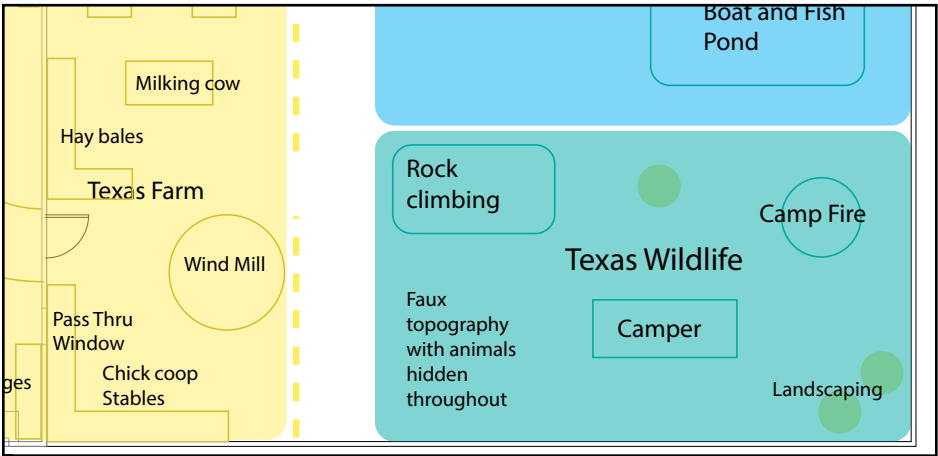 Boat and Fish
Pond
Milking cow
Hay bales
Texas Farm
Rock
climbing
Camp Fire
Wind Mill
Texas Wildlife
Faux
topography
with animals
hidden
throughout
Pass Thru
Window
Camper
Chick coop
Stables
Landscaping